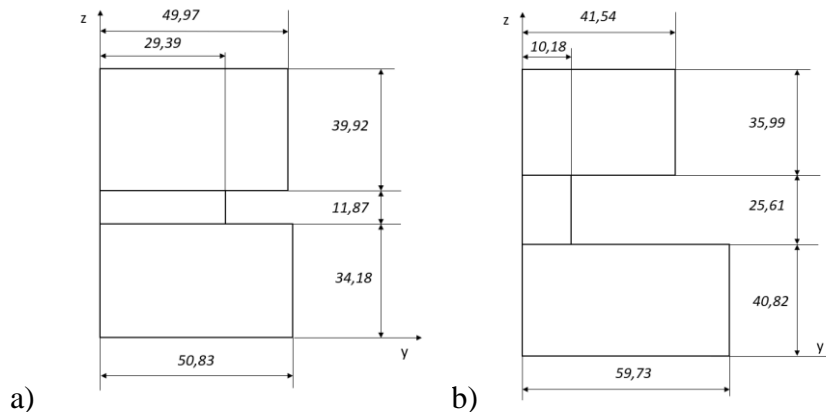 z
49,97
29,39
39,92
11,87
34,18
y
50,83
a)
z
41,54
10,18
35,99
25,61
40,82
y
59,73
b)